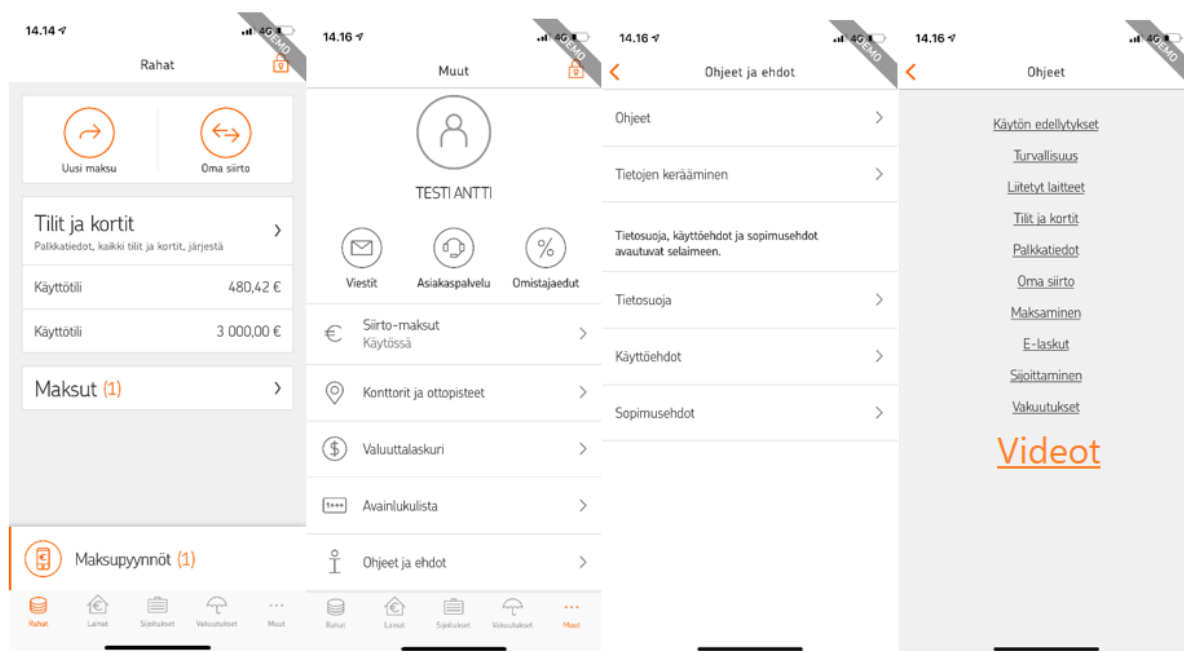 14.14
4G
DEMO
Rahat
Uusi maksu
Oma siirto
Tilit ja kortit
Palkkatiedot, kaikki tilit ja kortit, järjestä
Käyttötili 480,42 €
Käyttötili 3 000,00 €
Maksut (1)
Maksupyynnöt (1)
Rahat Lainat Sijoitukset Vakuutukset Muut
14.16
4G
DEMO
Muut
TESTI ANTTI
Viestit Asiakaspalvelu Omistajaedut
Siirto-maksut
Käytössä
Konttorit ja ottopisteet
Valuuttalaskuri
Avainlukulista
Ohjeet ja ehdot
Rahat Lainat Sijoitukset Vakuutukset Muut
14.16
4G
DEMO
Ohjeet ja ehdot
Ohjeet
Tietojen kerääminen
Tietosuoja, käyttöehdot ja sopimusehdot
avautuvat selaimeen.
Tietosuoja
Käyttöehdot
Sopimusehdot
14.16
4G
DEMO
Ohjeet
Käytön edellytykset
Turvallisuus
Liitetyt laitteet
Tilit ja kortit
Palkkatiedot
Oma siirto
Maksaminen
E-laskut
Sijoittaminen
Vakuutukset
Videot